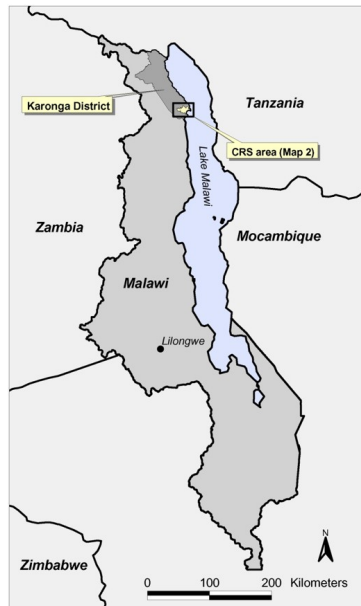 Karonga District
Tanzania
CRS area (Map 2)
Lake Malawi
Zambia
Mocambique
Malawi
Lilongwe
N
Zimbabwe
0 100 200 Kilometers